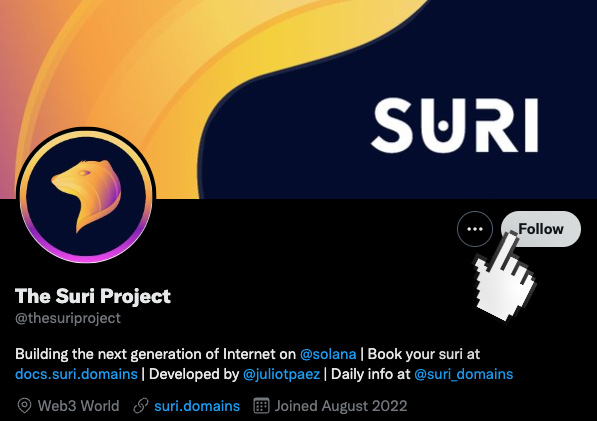 SURI
Follow
The Suri Project
@thesuriproject
Building the next generation of Internet on @solana | Book your suri at
docs.suri.domains | Developed by @juliotpaez | Daily info at @suri_domains
Web3 World suri.domains Joined August 2022